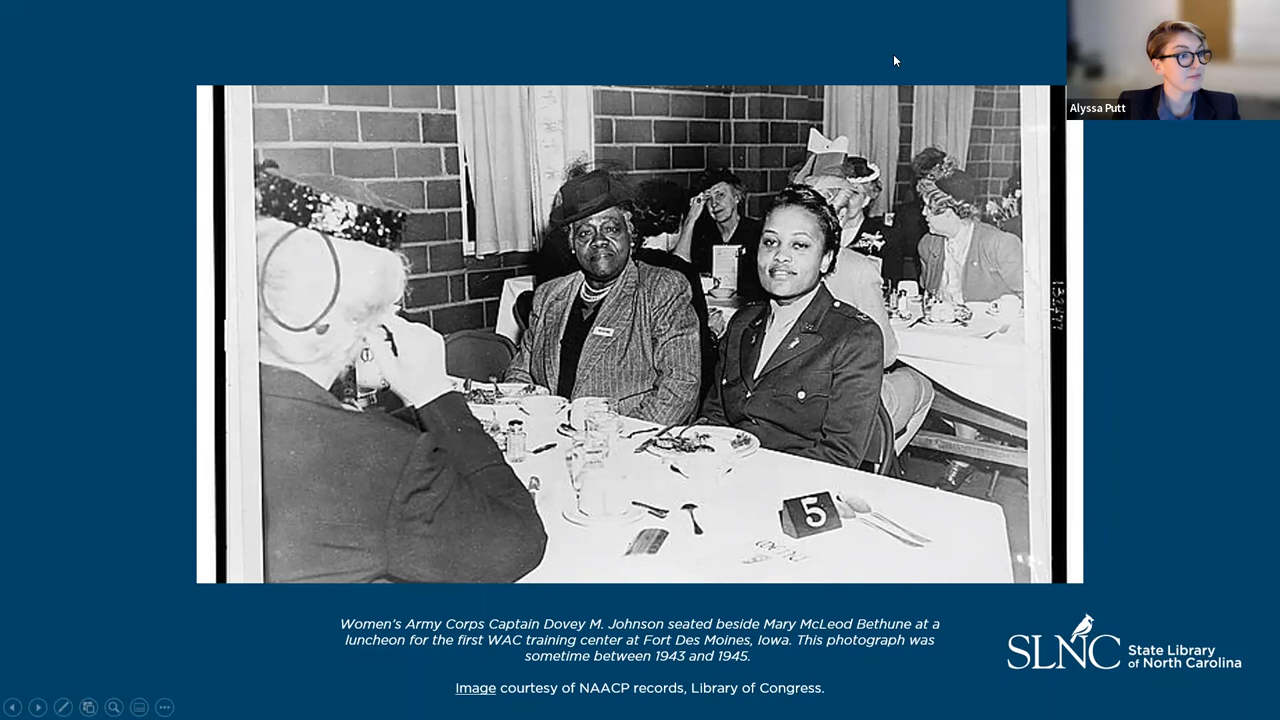 Alyssa Putt
5
Women's Army Corps Captain Dovey M. Johnson seated beside Mary McLeod Bethune at a
luncheon for the first WAC training center at Fort Des Moines, Iowa. This photograph was
sometime between 1943 and 1945.
Image courtesy of NAACP records, Library of Congress.
SLNC State Library
of North Carolina